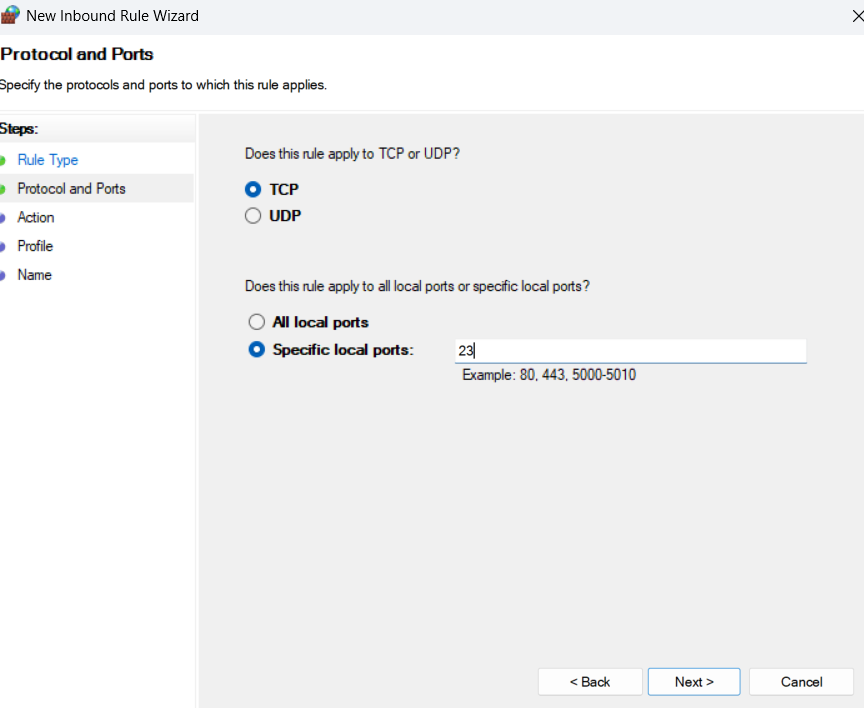 New Inbound Rule Wizard
Protocol and Ports
Specify the protocols and ports to which this rule applies.
Steps:
Rule Type
Protocol and Ports
Action
Profile
Name
Does this rule apply to TCP or UDP?
TCP
UDP
Does this rule apply to all local ports or specific local ports?
All local ports
Specific local ports: 23
Example: 80, 443, 5000-5010
< Back Next > Cancel